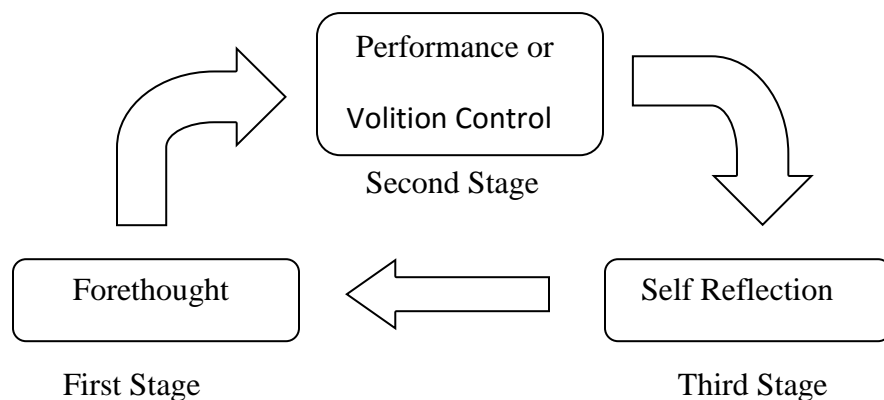 Performance or
Volition Control
Second Stage
Forethought
Self Reflection
First Stage
Third Stage